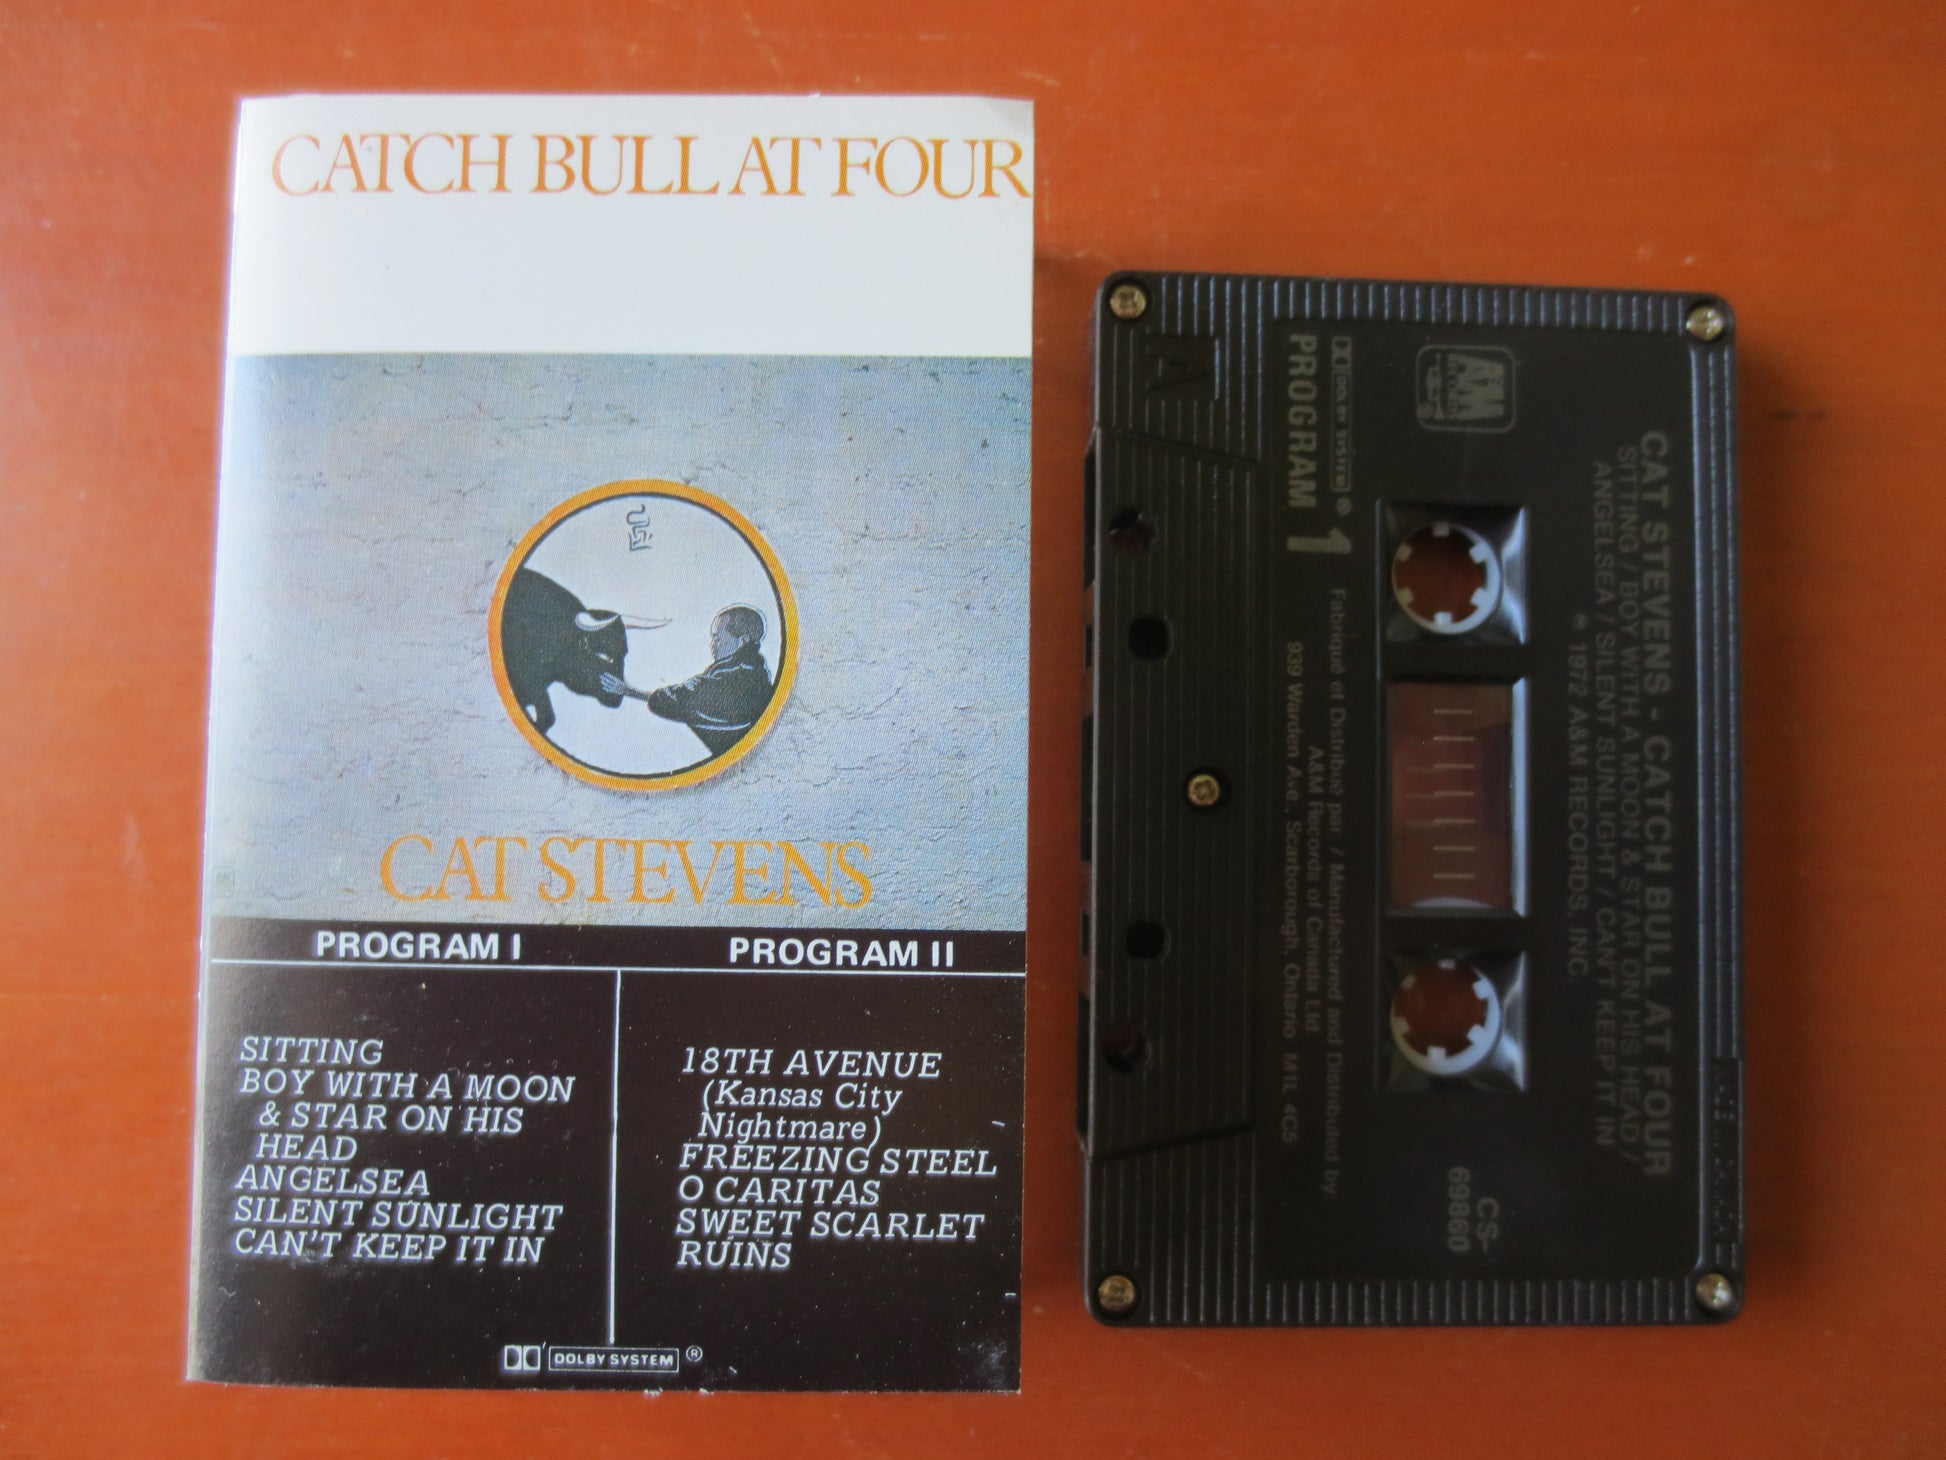 CATCH BULL AT FOUR
CAT STEVENS
PROGRAM I
SITTING
BOY WITH A MOON
& STAR ON HIS
HEAD
ANGELSEA
SILENT SUNLIGHT
CAN'T KEEP IT IN
PROGRAM II
18TH AVENUE
(Kansas City
Nightmare)
FREEZING STEEL
O CARITAS
SWEET SCARLET
RUINS
DOLBY SYSTEM ®
CAT STEVENS - CATCH BULL AT FOUR
SITTING / BOY WITH A MOON & STAR ON HIS HEAD /
ANGELSEA / SILENT SUNLIGHT / CAN'T KEEP IT IN
℗ 1972 A&M RECORDS, INC.
A&M
RECORDS ®
CS-
69860
DOLBY SYSTEM ®
PROGRAM 1
Fabriqué et Distribué par / Manufactured and Distributed by
A&M Records of Canada Ltd.
939 Warden Ave., Scarborough, Ontario M1L 4C5
A